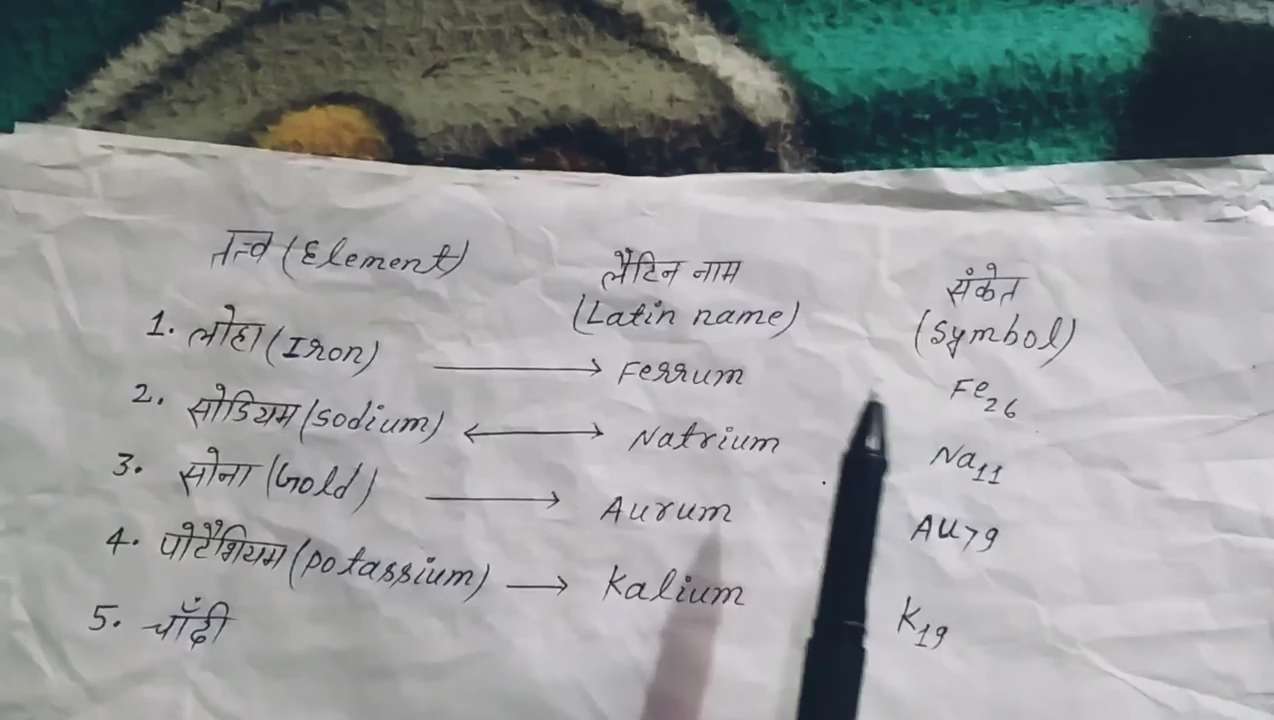 तत्व (Element) लैटिन नाम (Latin name) संकेत (Symbol)
1. लोहा (Iron) → Ferrum Fe26
2. सोडियम (sodium) ↔ Natrium Na11
3. सोना (Gold) → Aurum Au79
4. पोटैशियम (potassium) → Kalium K19
5. चाँदी